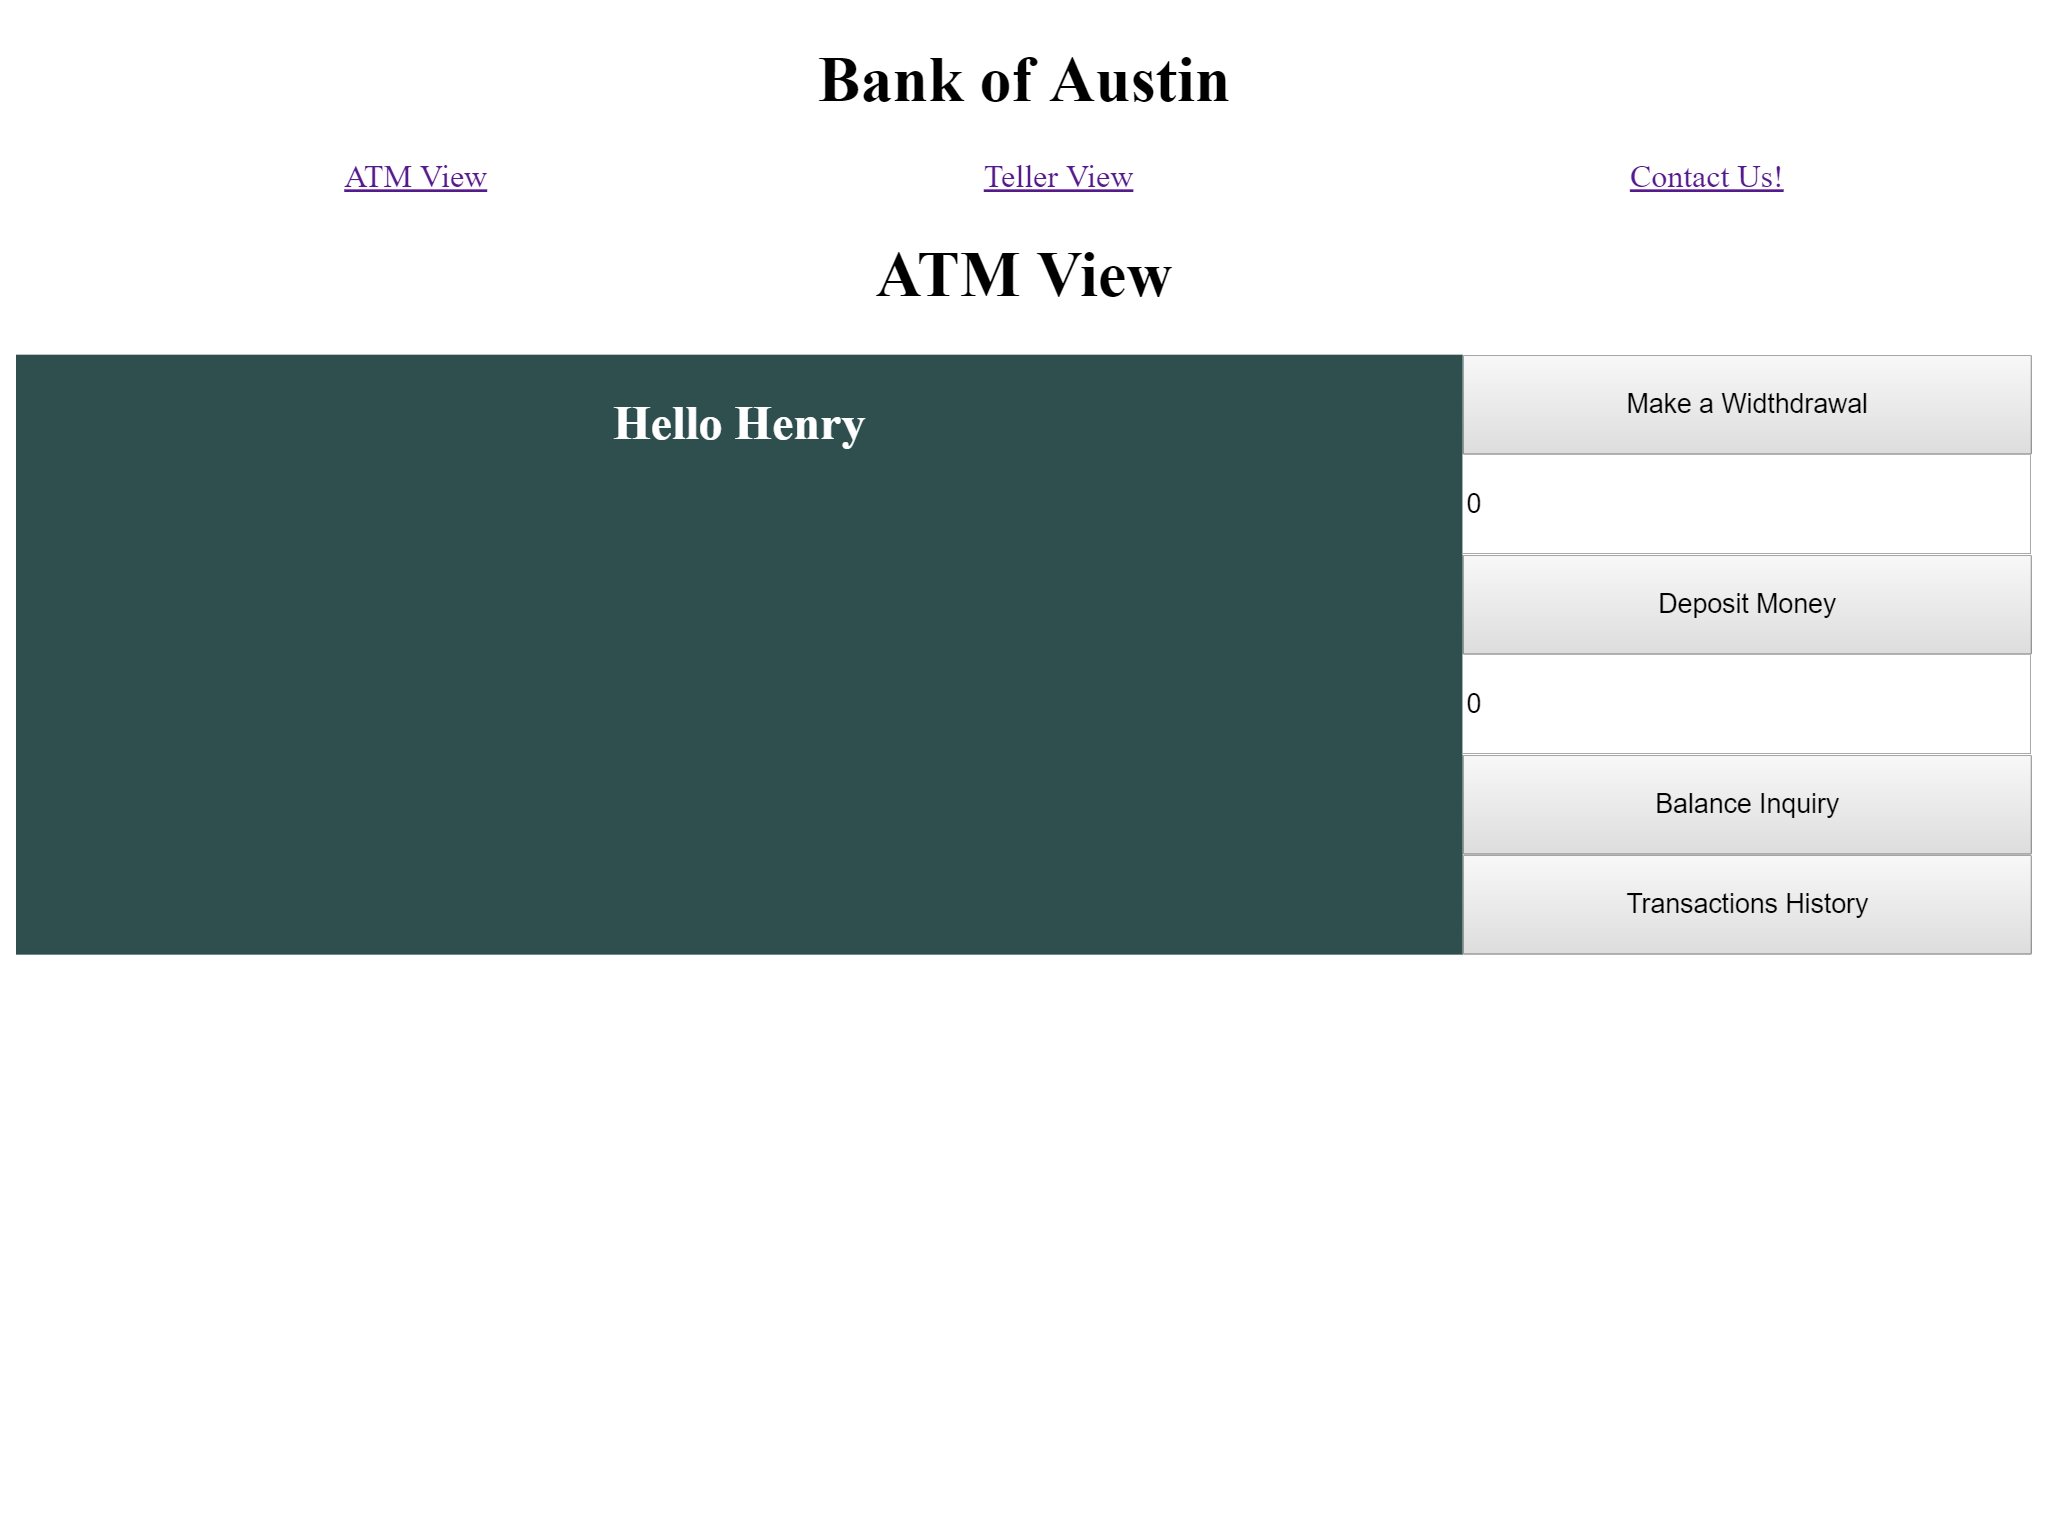 Bank of Austin
ATM View Teller View Contact Us!
ATM View
Hello Henry
Make a Widthdrawal
0
Deposit Money
0
Balance Inquiry
Transactions History